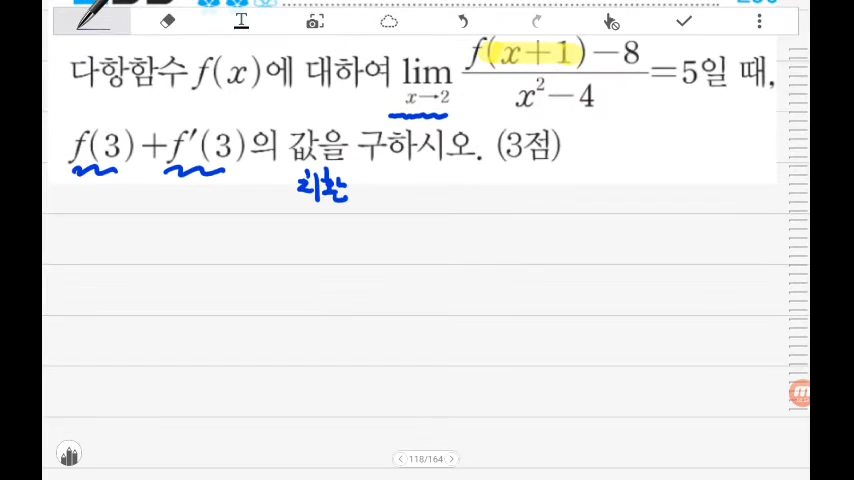 다항함수 f(x)에 대하여 lim x→2 f(x+1)-8 / x²-4 =5일 때,
f(3)+f′(3)의 값을 구하시오. (3점)
치환
118/164